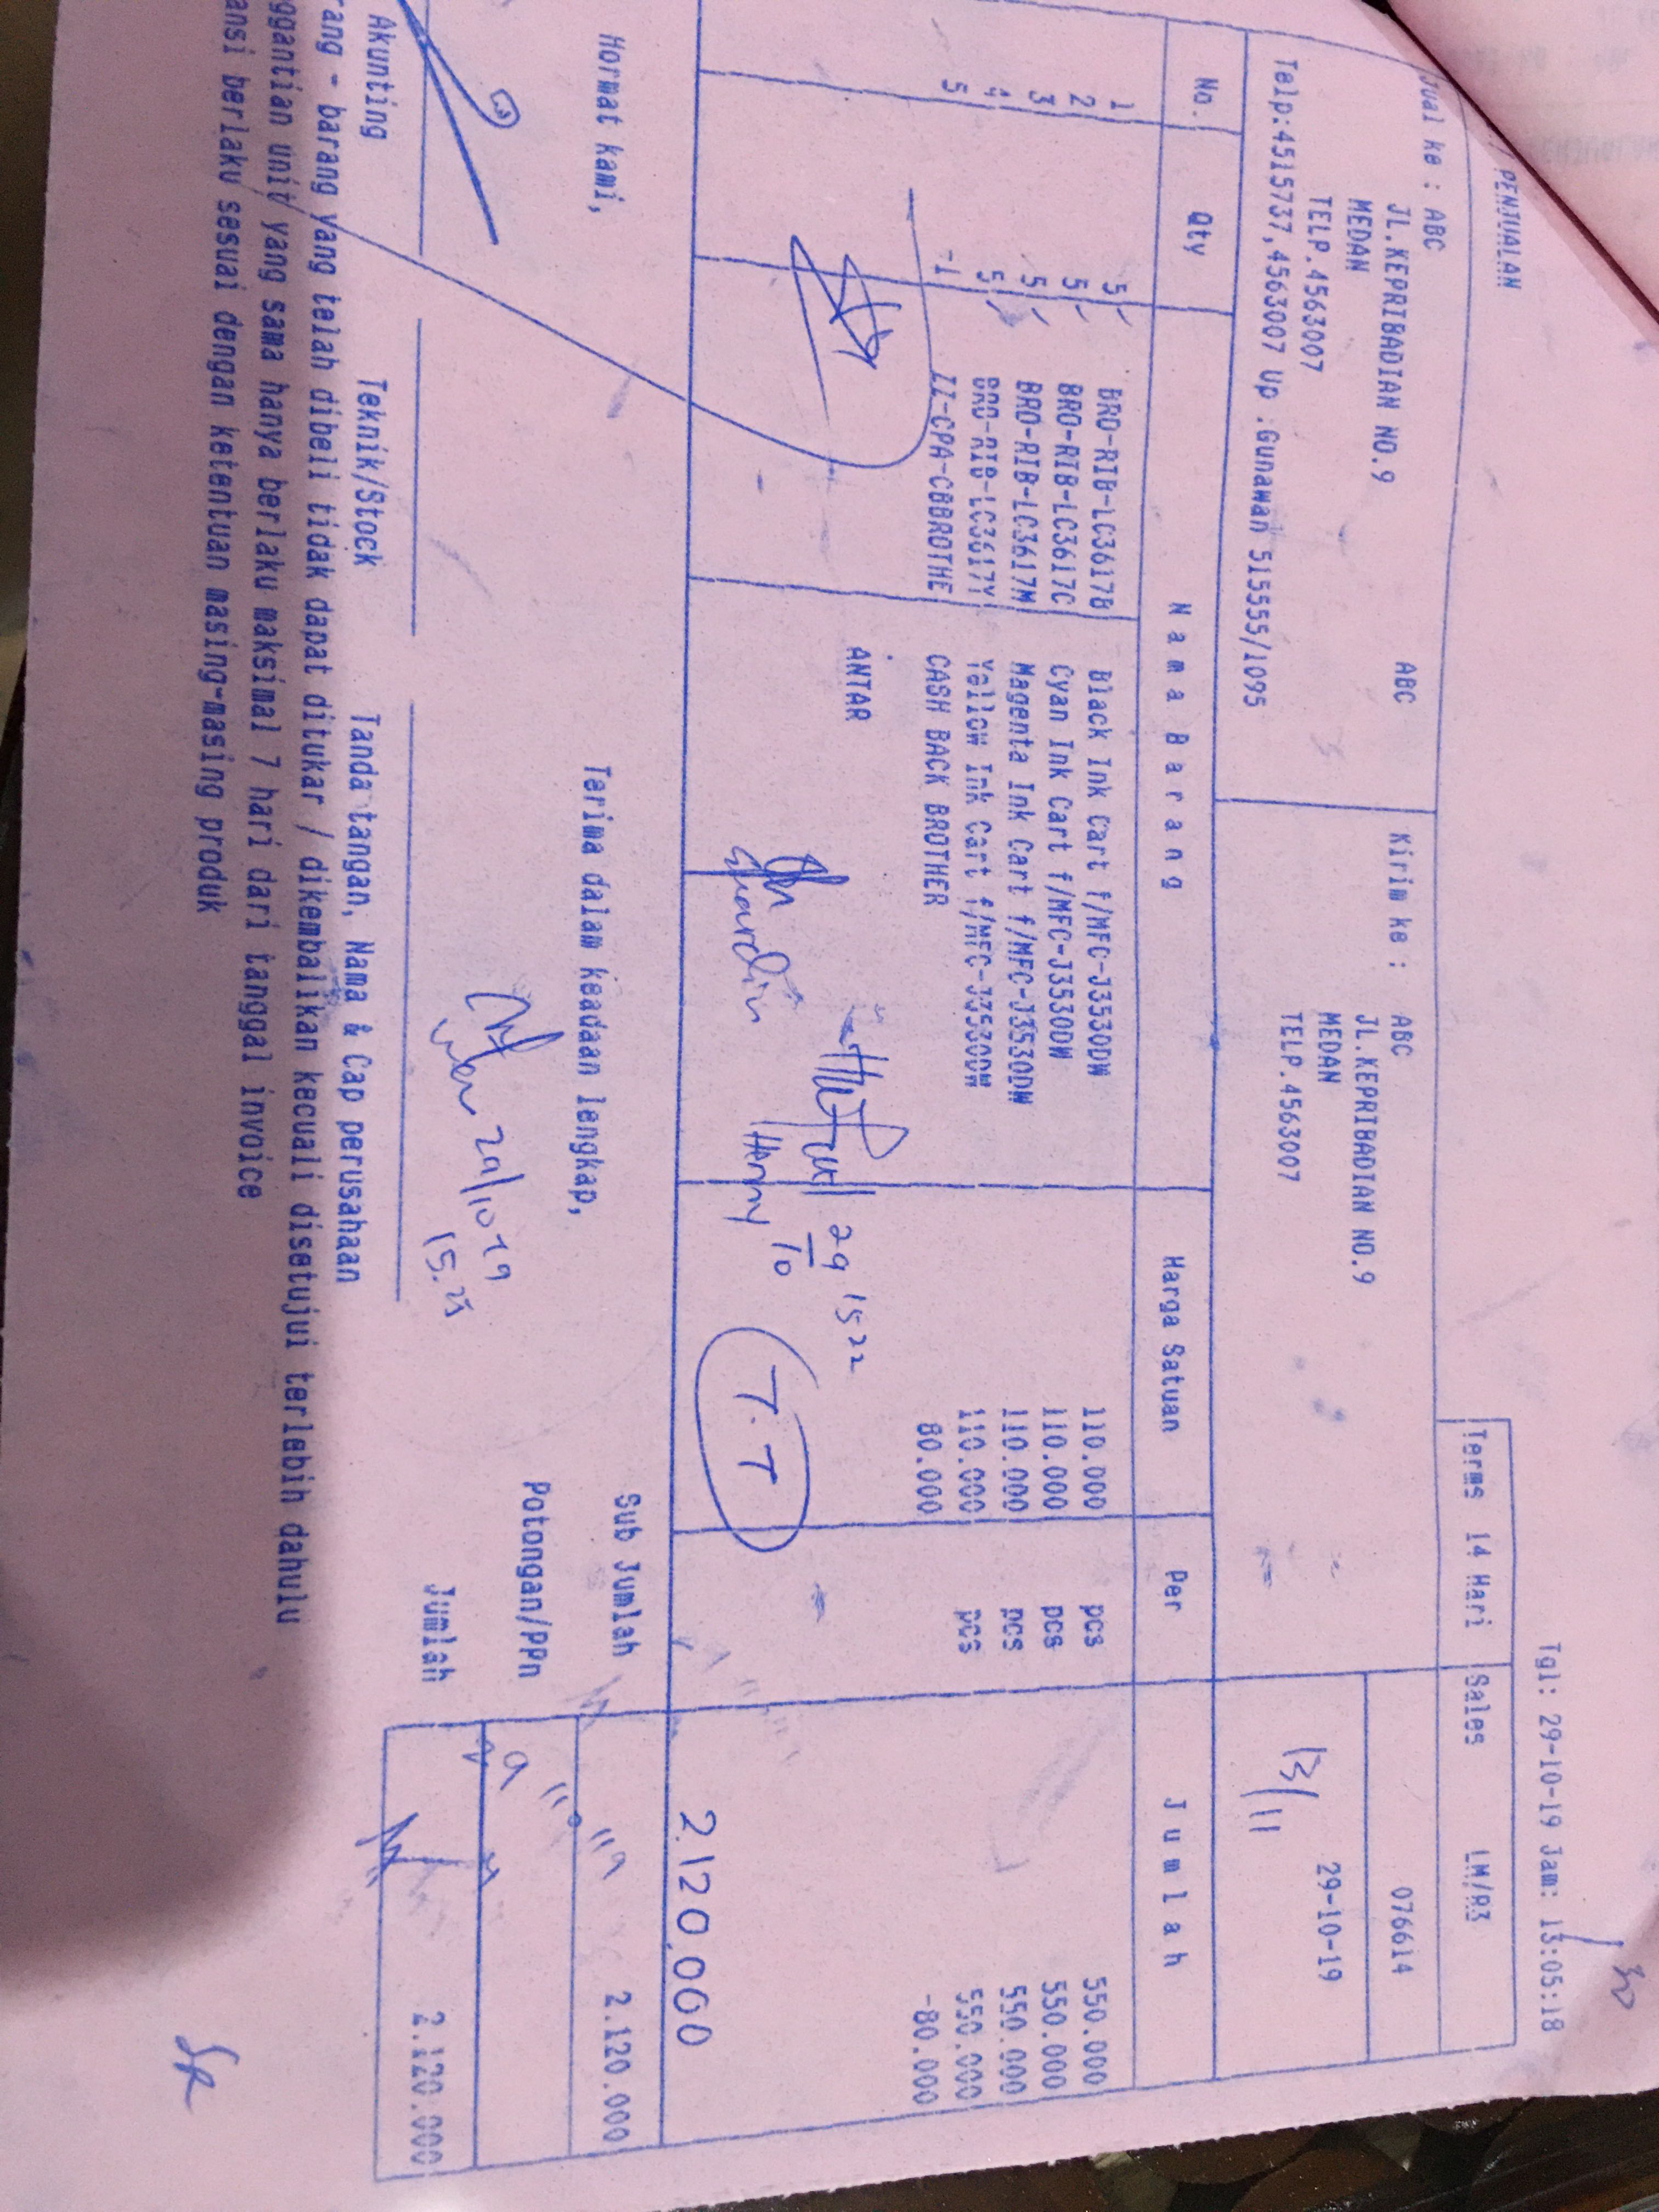 PENJUALAN
Tgl: 29-10-19 Jam: 13:05:18
30
Terms 14 Hari Sales LM/R3
Jual ke : ABC ABC
JL.KEPRIBADIAN NO.9
MEDAN
TELP.4563007
Telp:4515737,4563007 Up :Gunawan 515555/1095
Kirim ke : ABC
JL.KEPRIBADIAN NO.9
MEDAN
TELP.4563007
076614
29-10-19
13/11
No. Qty Nama Barang Harga Satuan Per Jumlah
1 5 BRO-RIB-LC3617B Black Ink Cart f/MFC-J3530DW 110.000 pcs 550.000
2 5 BRO-RIB-LC3617C Cyan Ink Cart f/MFC-J3530DW 110.000 pcs 550.000
3 5 BRO-RIB-LC3617M Magenta Ink Cart f/MFC-J3530DW 110.000 pcs 550.000
4 5 BRO-RIB-LC3617Y Yellow Ink Cart f/MFC-J3530DW 110.000 pcs 550.000
5 -1 ZZ-CPA-CBBROTHE CASH BACK BROTHER 80.000 -80.000
ANTAR
29/10 1522
Hanny
T.T
2.120.000
Hormat kami, Terima dalam keadaan lengkap, Sub Jumlah 2.120.000
Potongan/PPn
29/10 19
15.25
Jumlah 2.120.000
Akunting Teknik/Stock Tanda tangan, Nama & Cap perusahaan
rang - barang yang telah dibeli tidak dapat ditukar / dikembalikan kecuali disetujui terlebih dahulu
ggantian unit yang sama hanya berlaku maksimal 7 hari dari tanggal invoice
ansi berlaku sesuai dengan ketentuan masing-masing produk